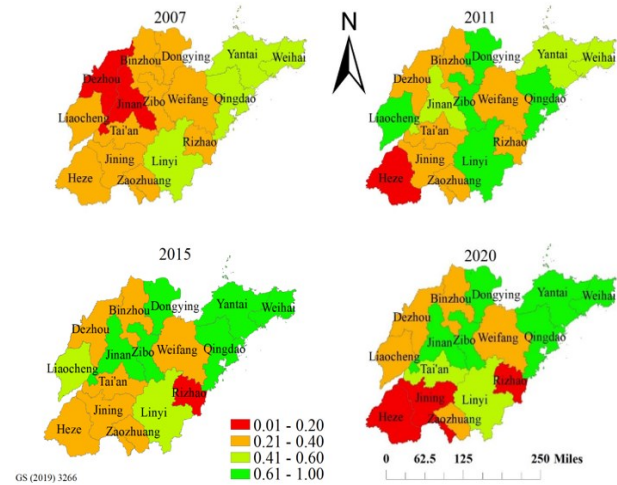 2007
N
2011
Binzhou
Dongying
Yantai
Weihai
Dezhou
Jinan
Zibo
Weifang
Qingdao
Liaocheng
Tai'an
Rizhao
Jining
Linyi
Heze
Zaozhuang
Binzhou
Dongying
Yantai
Weihai
Dezhou
Jinan
Zibo
Weifang
Qingdao
Liaocheng
Tai'an
Rizhao
Jining
Linyi
Heze
Zaozhuang
2015
2020
Binzhou
Dongying
Yantai
Weihai
Dezhou
Jinan
Zibo
Weifang
Qingdao
Liaocheng
Tai'an
Rizhao
Jining
Linyi
Heze
Zaozhuang
Binzhou
Dongying
Yantai
Weihai
Dezhou
Jinan
Zibo
Weifang
Qingdao
Liaocheng
Tai'an
Rizhao
Jining
Linyi
Heze
Zaozhuang
0.01 - 0.20
0.21 - 0.40
0.41 - 0.60
0.61 - 1.00
0 62.5 125 250 Miles
GS (2019) 3266